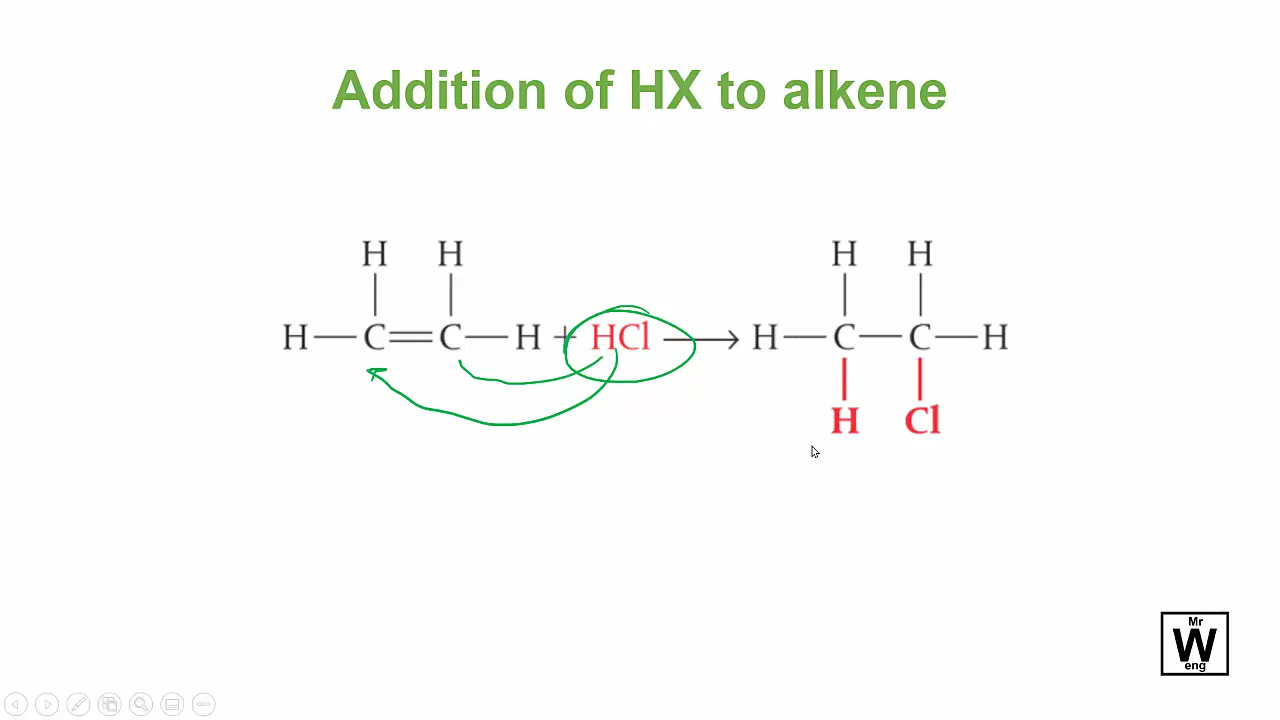 Addition of HX to alkene
H H H H
H—C=C—H + HCl → H—C—C—H
H Cl
Mr
W
eng